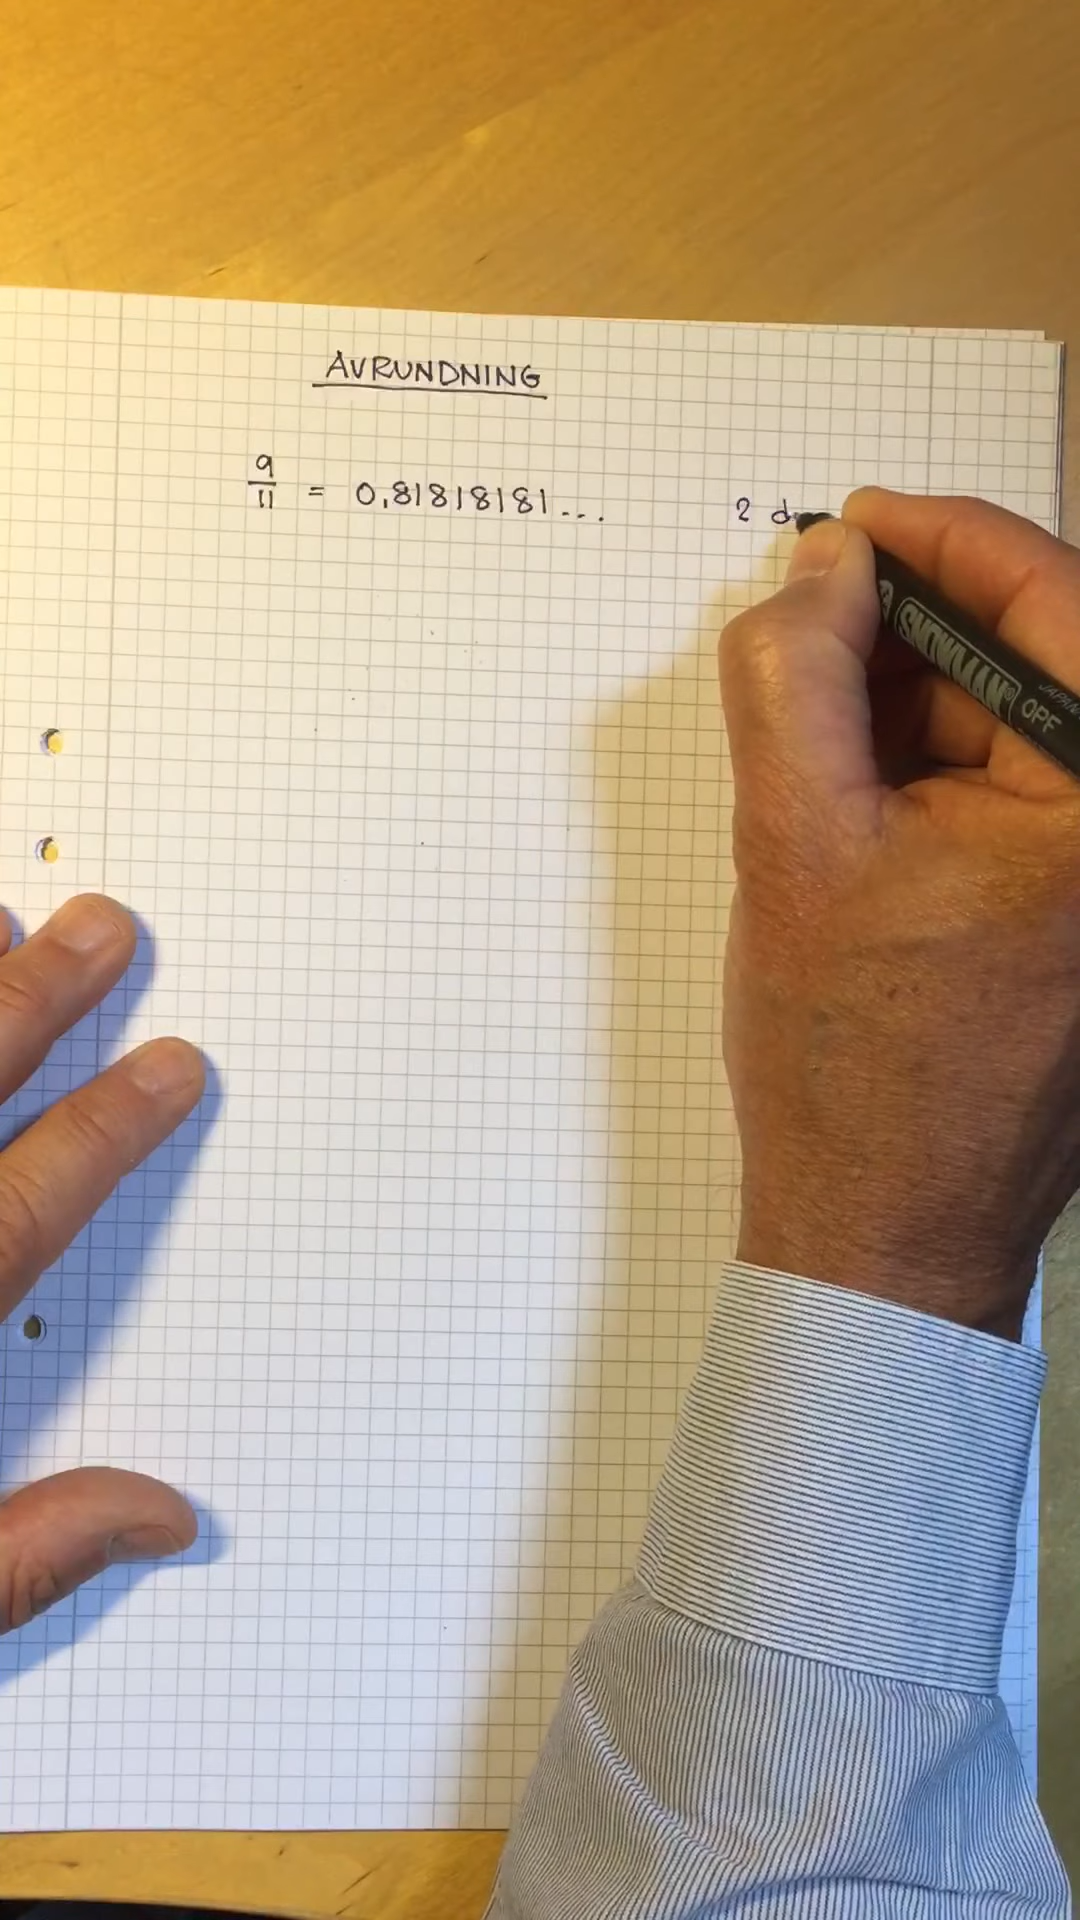 AVRUNDNING
9/11 = 0,81818181...
2 d
SNOWMAN® JAPAN
OPF